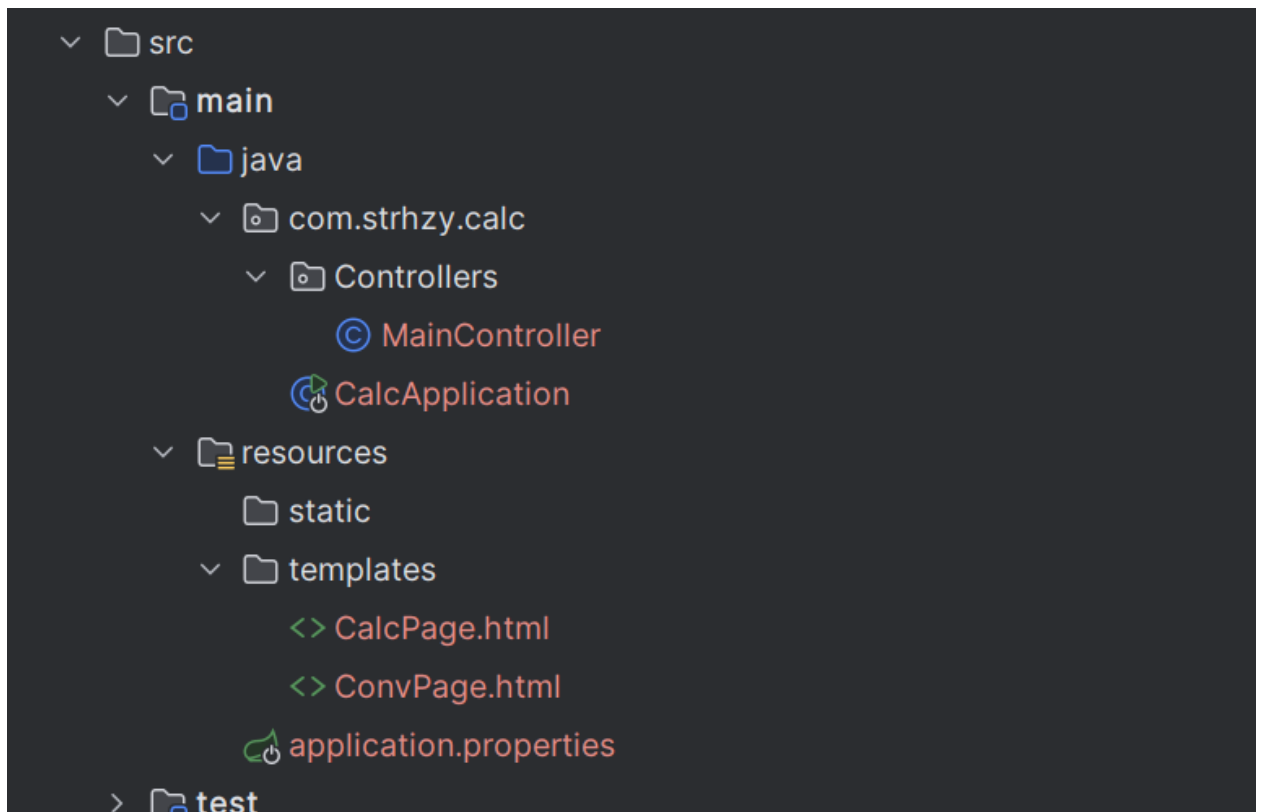 src
main
java
com.strhzy.calc
Controllers
MainController
CalcApplication
resources
static
templates
CalcPage.html
ConvPage.html
application.properties
test